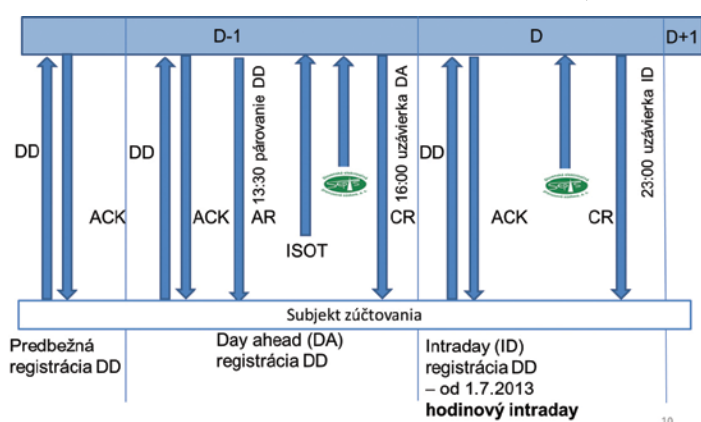 D-1
D
D+1
DD
ACK
DD
ACK
13:30 párovanie DD
AR
ISOT
16:00 uzávierka DA
CR
DD
ACK
CR
23:00 uzávierka ID
Subjekt zúčtovania
Predbežná
registrácia DD
Day ahead (DA)
registrácia DD
Intraday (ID)
registrácia DD
– od 1.7.2013
hodinový intraday